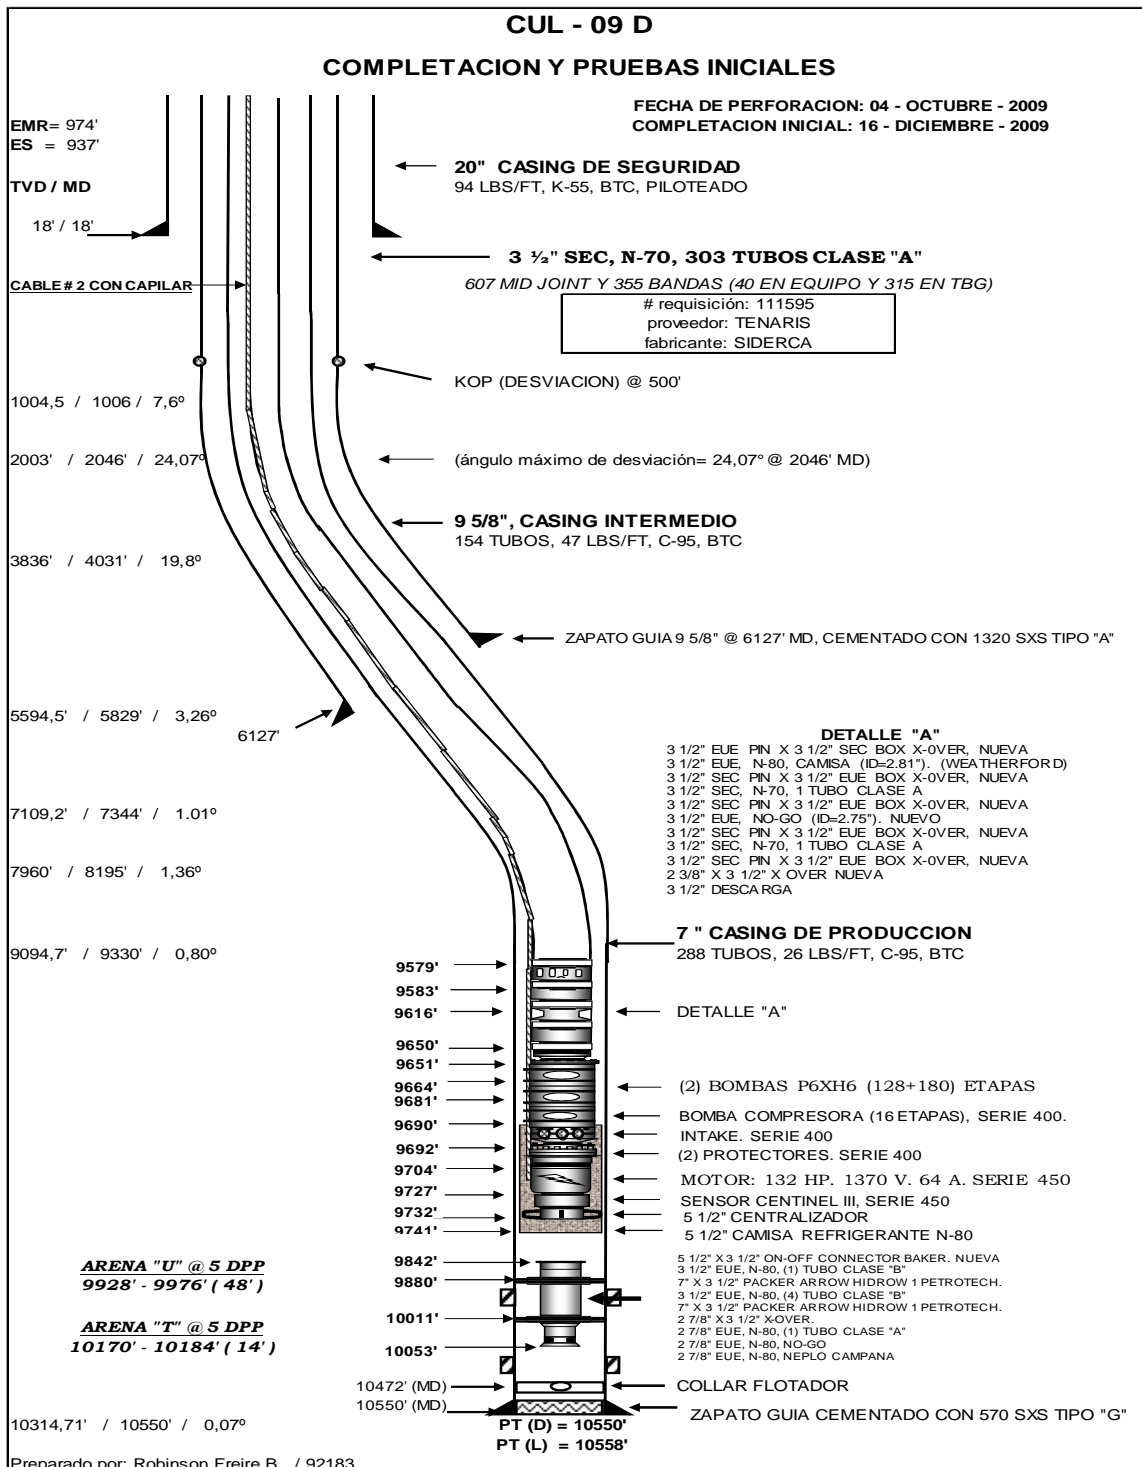 CUL - 09 D
COMPLETACION Y PRUEBAS INICIALES
FECHA DE PERFORACION: 04 - OCTUBRE - 2009
COMPLETACION INICIAL: 16 - DICIEMBRE - 2009
EMR= 974'
ES = 937'
TVD / MD
18' / 18'
20" CASING DE SEGURIDAD
94 LBS/FT, K-55, BTC, PILOTEADO
3 ½" SEC, N-70, 303 TUBOS CLASE "A"
607 MID JOINT Y 355 BANDAS (40 EN EQUIPO Y 315 EN TBG)
CABLE # 2 CON CAPILAR
# requisición: 111595
proveedor: TENARIS
fabricante: SIDERCA
KOP (DESVIACION) @ 500'
1004,5 / 1006 / 7,6º
2003' / 2046' / 24,07º
(ángulo máximo de desviación= 24,07° @ 2046' MD)
9 5/8", CASING INTERMEDIO
154 TUBOS, 47 LBS/FT, C-95, BTC
3836' / 4031' / 19,8º
ZAPATO GUIA 9 5/8" @ 6127' MD, CEMENTADO CON 1320 SXS TIPO "A"
5594,5' / 5829' / 3,26º
6127'
DETALLE "A"
3 1/2" EUE PIN X 3 1/2" SEC BOX X-0VER, NUEVA
3 1/2" EUE, N-80, CAMISA (ID=2.81"). (WEATHERFORD)
3 1/2" SEC PIN X 3 1/2" EUE BOX X-0VER, NUEVA
3 1/2" SEC, N-70, 1 TUBO CLASE A
3 1/2" SEC PIN X 3 1/2" EUE BOX X-0VER, NUEVA
3 1/2" EUE, NO-GO (ID=2.75"). NUEVO
3 1/2" SEC PIN X 3 1/2" EUE BOX X-0VER, NUEVA
3 1/2" SEC, N-70, 1 TUBO CLASE A
3 1/2" SEC PIN X 3 1/2" EUE BOX X-0VER, NUEVA
2 3/8" X 3 1/2" X OVER NUEVA
3 1/2" DESCARGA
7109,2' / 7344' / 1.01º
7960' / 8195' / 1,36º
7 " CASING DE PRODUCCION
288 TUBOS, 26 LBS/FT, C-95, BTC
9094,7' / 9330' / 0,80º
9579'
9583'
9616'
DETALLE "A"
9650'
9651'
9664'
(2) BOMBAS P6XH6 (128+180) ETAPAS
9681'
9690'
BOMBA COMPRESORA (16 ETAPAS), SERIE 400.
INTAKE. SERIE 400
9692'
(2) PROTECTORES. SERIE 400
9704'
MOTOR: 132 HP. 1370 V. 64 A. SERIE 450
9727'
SENSOR CENTINEL III, SERIE 450
9732'
5 1/2" CENTRALIZADOR
9741'
5 1/2" CAMISA REFRIGERANTE N-80
9842'
9880'
10011'
10053'
5 1/2" X 3 1/2" ON-OFF CONNECTOR BAKER. NUEVA
3 1/2" EUE, N-80, (1) TUBO CLASE "B"
7" X 3 1/2" PACKER ARROW HIDROW 1 PETROTECH.
3 1/2" EUE, N-80, (4) TUBO CLASE "B"
7" X 3 1/2" PACKER ARROW HIDROW 1 PETROTECH.
2 7/8" X 3 1/2" X-OVER.
2 7/8" EUE, N-80, (1) TUBO CLASE "A"
2 7/8" EUE, N-80, NO-GO
2 7/8" EUE, N-80, NEPLO CAMPANA
ARENA "U" @ 5 DPP
9928' - 9976' ( 48' )
ARENA "T" @ 5 DPP
10170' - 10184' ( 14' )
10472' (MD)
COLLAR FLOTADOR
10550' (MD)
ZAPATO GUIA CEMENTADO CON 570 SXS TIPO "G"
10314,71' / 10550' / 0,07º
PT (D) = 10550'
PT (L) = 10558'
Preparado por: Robinson Freire B. / 92183